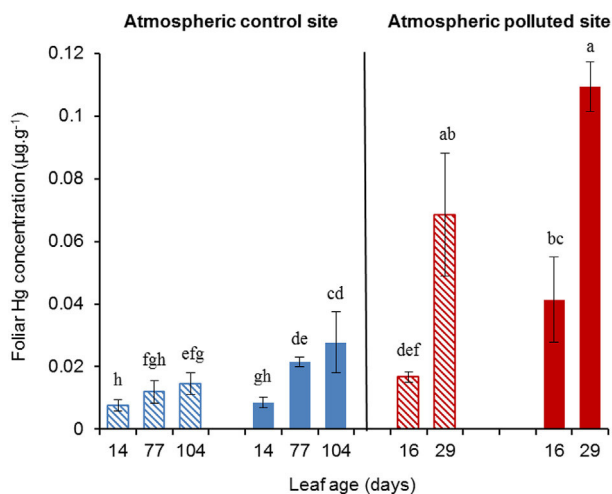 Atmospheric control site Atmospheric polluted site
Foliar Hg concentration (µg.g-1)
0.12
0.1
0.08
0.06
0.04
0.02
0
h fgh efg gh de cd def ab bc a
14 77 104 14 77 104 16 29 16 29
Leaf age (days)